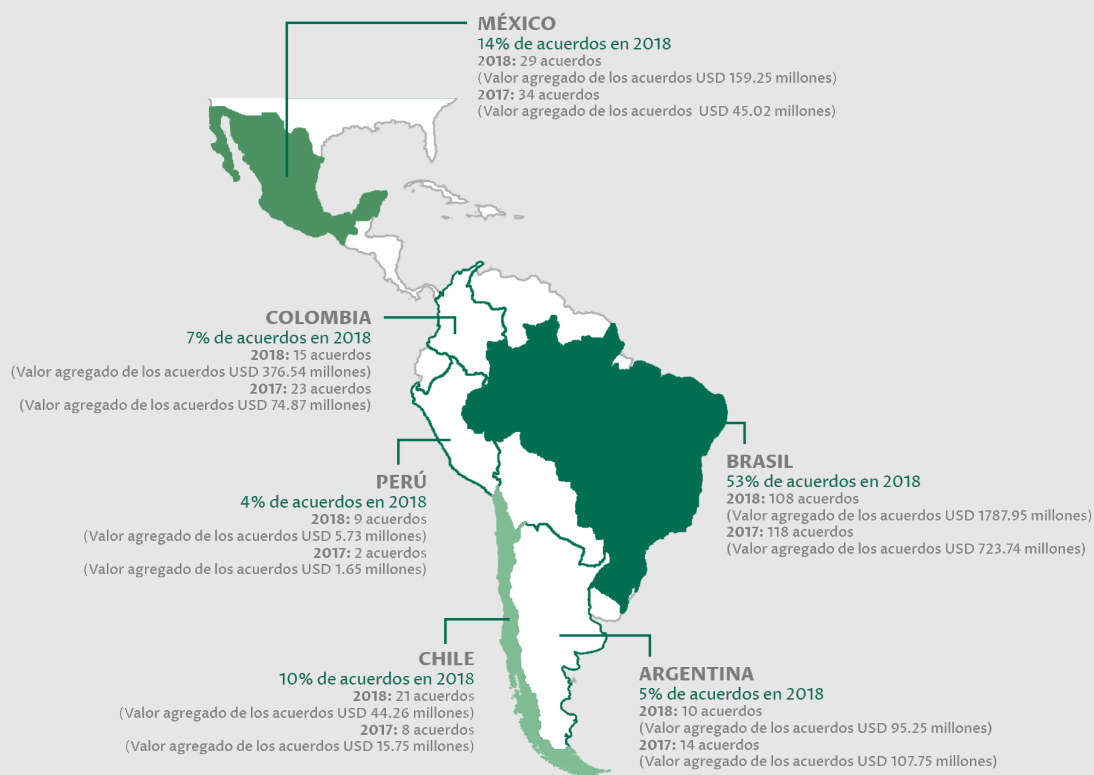 MÉXICO
14% de acuerdos en 2018
2018: 29 acuerdos
(Valor agregado de los acuerdos USD 159.25 millones)
2017: 34 acuerdos
(Valor agregado de los acuerdos USD 45.02 millones)
COLOMBIA
7% de acuerdos en 2018
2018: 15 acuerdos
(Valor agregado de los acuerdos USD 376.54 millones)
2017: 23 acuerdos
(Valor agregado de los acuerdos USD 74.87 millones)
BRASIL
53% de acuerdos en 2018
2018: 108 acuerdos
(Valor agregado de los acuerdos USD 1787.95 millones)
2017: 118 acuerdos
(Valor agregado de los acuerdos USD 723.74 millones)
PERÚ
4% de acuerdos en 2018
2018: 9 acuerdos
(Valor agregado de los acuerdos USD 5.73 millones)
2017: 2 acuerdos
(Valor agregado de los acuerdos USD 1.65 millones)
CHILE
10% de acuerdos en 2018
2018: 21 acuerdos
(Valor agregado de los acuerdos USD 44.26 millones)
2017: 8 acuerdos
(Valor agregado de los acuerdos USD 15.75 millones)
ARGENTINA
5% de acuerdos en 2018
2018: 10 acuerdos
(Valor agregado de los acuerdos USD 95.25 millones)
2017: 14 acuerdos
(Valor agregado de los acuerdos USD 107.75 millones)